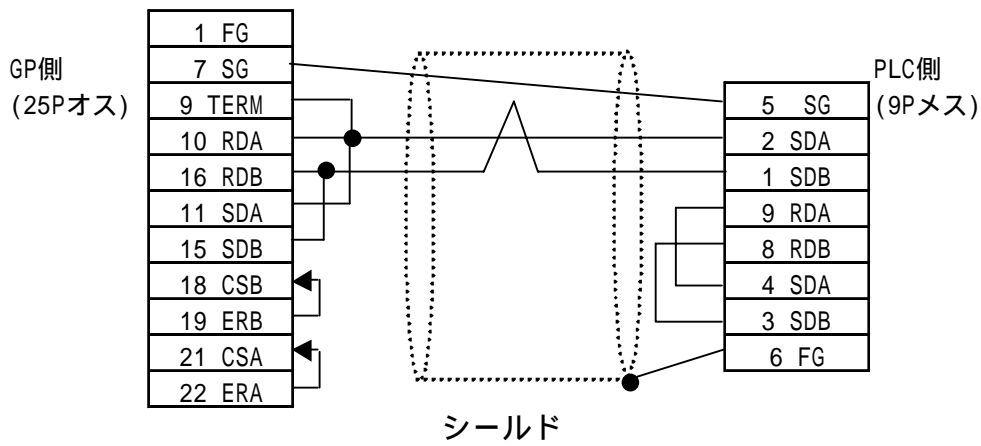 GP側
(25Pオス)
1 FG
7 SG
9 TERM
10 RDA
16 RDB
11 SDA
15 SDB
18 CSB
19 ERB
21 CSA
22 ERA
シールド
PLC側
(9Pメス)
5 SG
2 SDA
1 SDB
9 RDA
8 RDB
4 SDA
3 SDB
6 FG